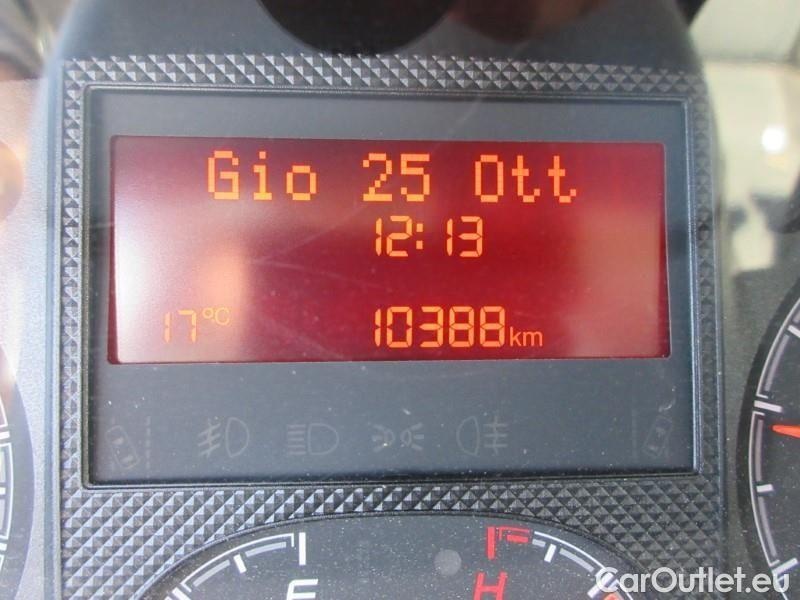 Gio 25 Ott
12:13
17°C 10388km
E H
CarOutlet.eu